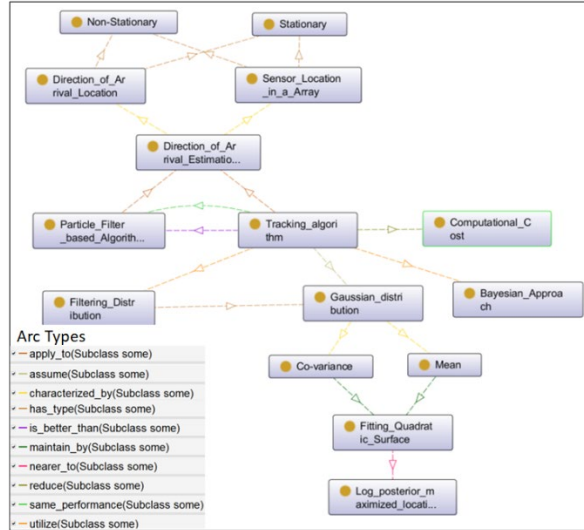 Non-Stationary
Stationary
Direction_of_Ar
rival_Location
Sensor_Location
_in_a_Array
Direction_of_Ar
rival_Estimatio...
Particle_Filter
_based_Algorith...
Tracking_algor
ithm
Computational_C
ost
Filtering_Distr
ibution
Gaussian_distri
bution
Bayesian_Approa
ch
Co-variance
Mean
Fitting_Quadrat
ic_Surface
Log_posterior_m
aximized_locati...
Arc Types
apply_to(Subclass some)
assume(Subclass some)
characterized_by(Subclass some)
has_type(Subclass some)
is_better_than(Subclass some)
maintain_by(Subclass some)
nearer_to(Subclass some)
reduce(Subclass some)
same_performance(Subclass some)
utilize(Subclass some)